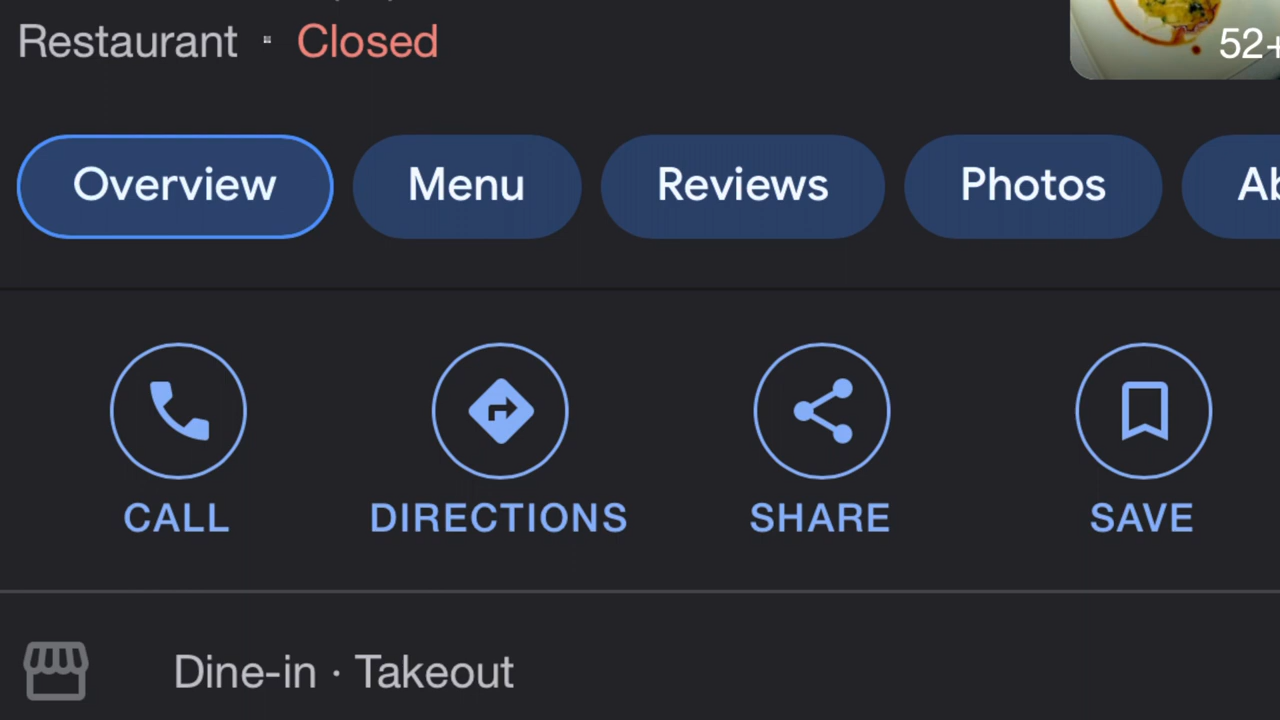 Restaurant · Closed
52+
Overview Menu Reviews Photos
CALL DIRECTIONS SHARE SAVE
Dine-in · Takeout